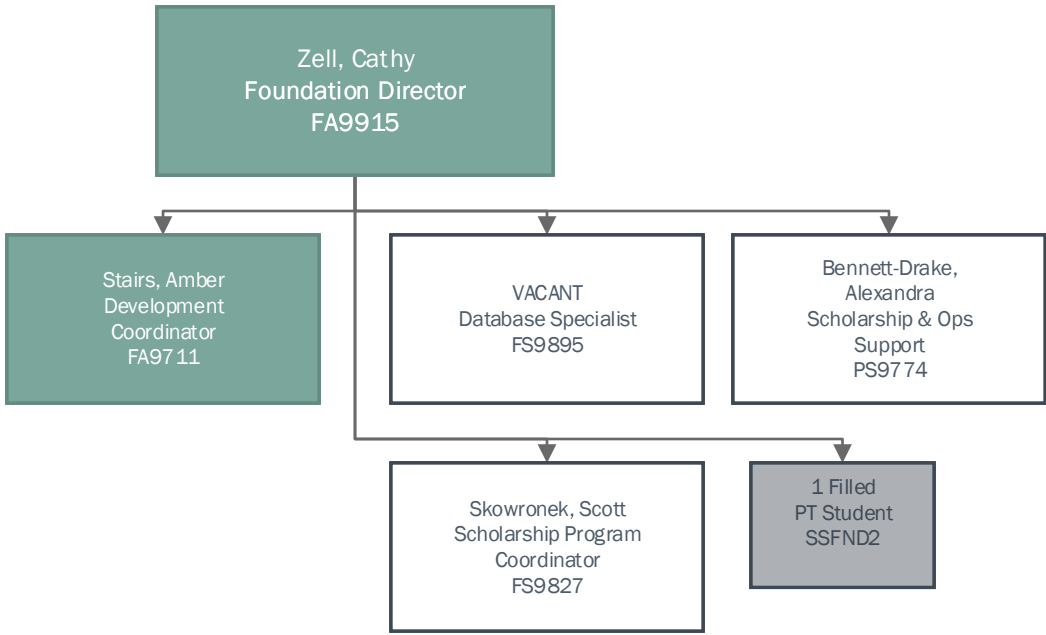 Zell, Cathy
Foundation Director
FA9915
Stairs, Amber
Development
Coordinator
FA9711
VACANT
Database Specialist
FS9895
Bennett-Drake,
Alexandra
Scholarship & Ops
Support
PS9774
Skowronek, Scott
Scholarship Program
Coordinator
FS9827
1 Filled
PT Student
SSFND2